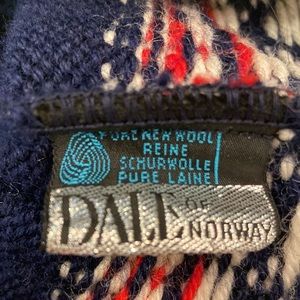 PURE NEW WOOL
REINE
SCHURWOLLE
PURE LAINE
DALE OF
NORWAY